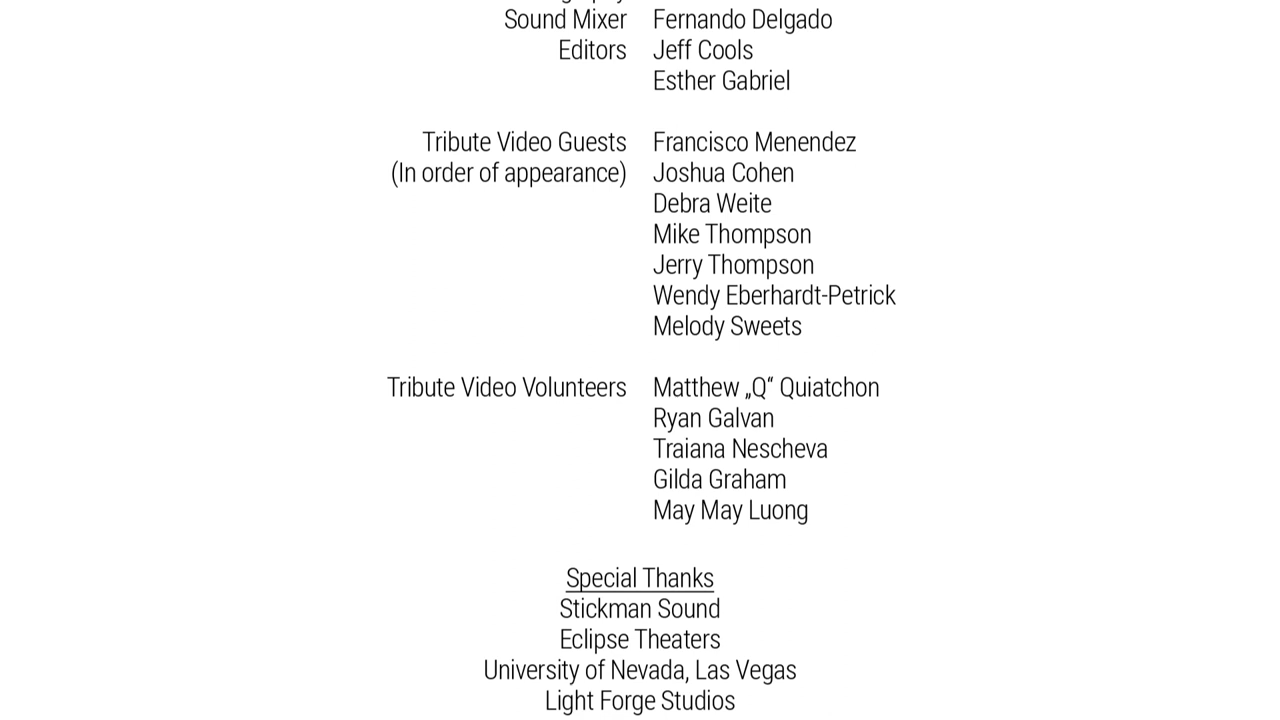 Sound Mixer Fernando Delgado
Editors Jeff Cools
Esther Gabriel
Tribute Video Guests Francisco Menendez
(In order of appearance) Joshua Cohen
Debra Weite
Mike Thompson
Jerry Thompson
Wendy Eberhardt-Petrick
Melody Sweets
Tribute Video Volunteers Matthew „Q“ Quiatchon
Ryan Galvan
Traiana Nescheva
Gilda Graham
May May Luong
Special Thanks
Stickman Sound
Eclipse Theaters
University of Nevada, Las Vegas
Light Forge Studios